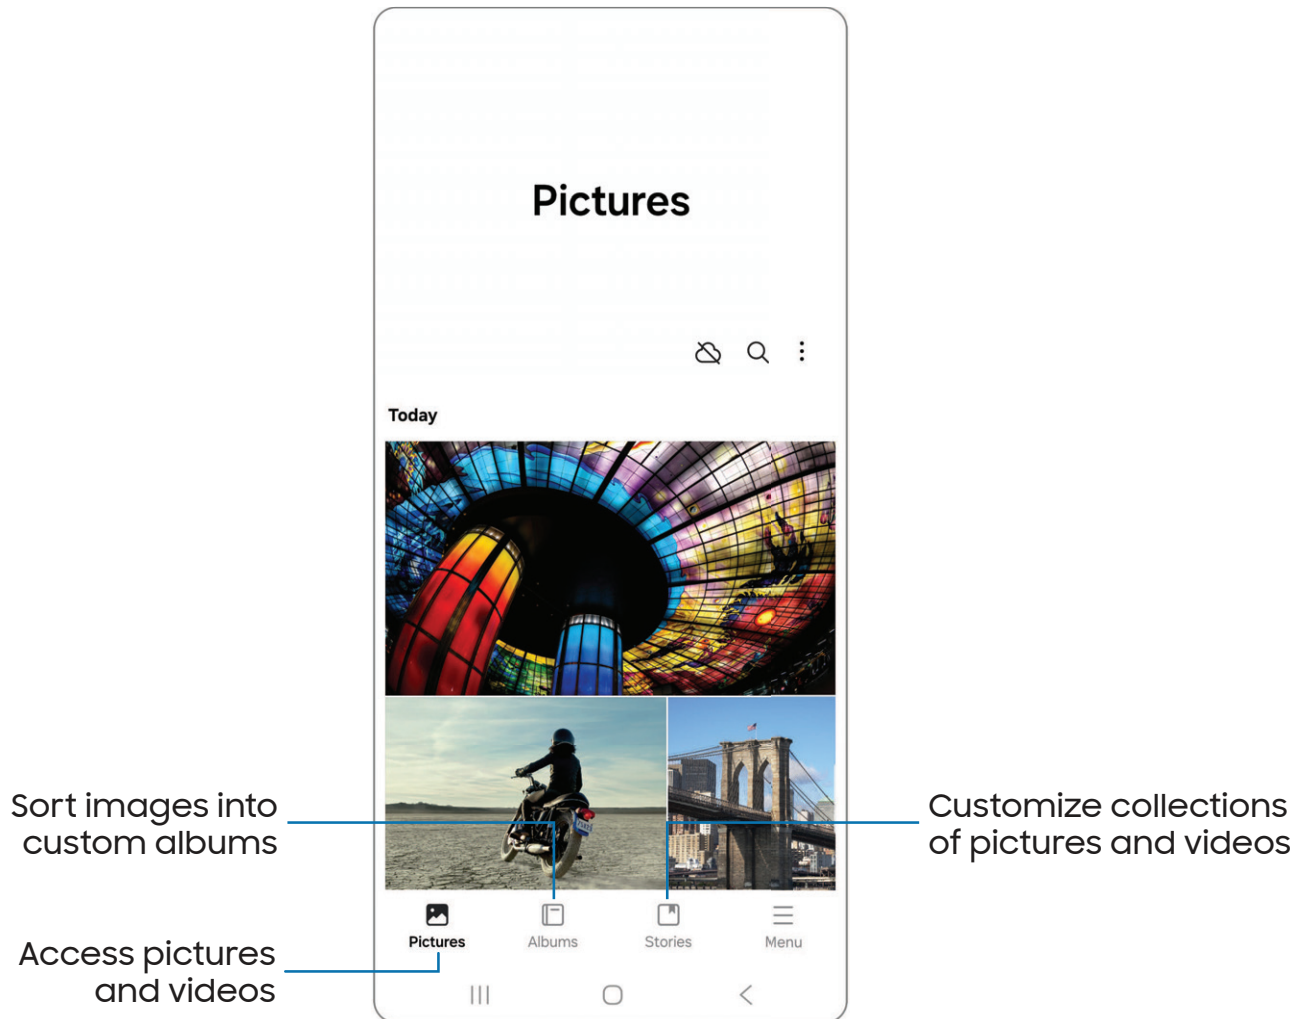 Pictures
Today
Sort images into
custom albums
Customize collections
of pictures and videos
Pictures
Albums
Stories
Menu
Access pictures
and videos